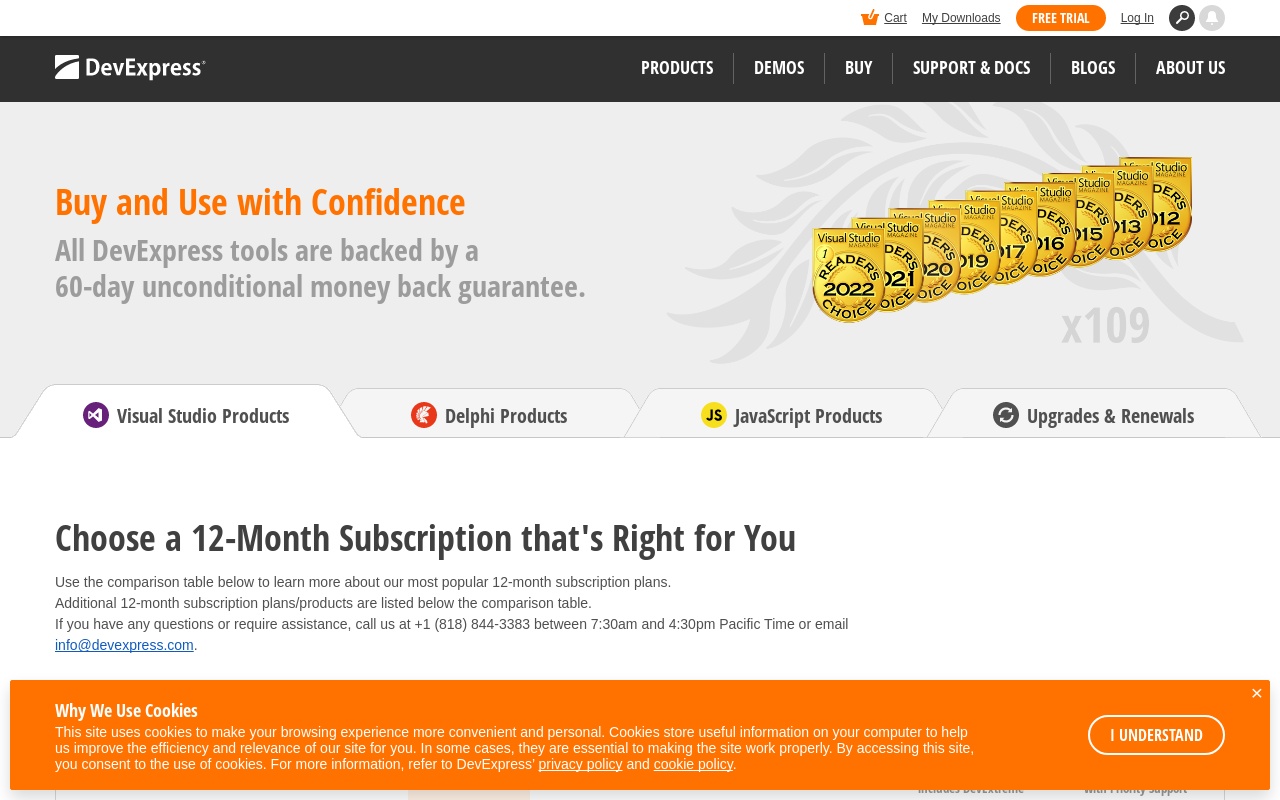 Cart
My Downloads
FREE TRIAL
Log In
DevExpress®
PRODUCTS
DEMOS
BUY
SUPPORT & DOCS
BLOGS
ABOUT US
Buy and Use with Confidence
All DevExpress tools are backed by a
60-day unconditional money back guarantee.
Visual Studio
MAGAZINE
1
READERS
2022
CHOICE
x109
Visual Studio Products
Delphi Products
JS
JavaScript Products
Upgrades & Renewals
Choose a 12-Month Subscription that's Right for You
Use the comparison table below to learn more about our most popular 12-month subscription plans.
Additional 12-month subscription plans/products are listed below the comparison table.
If you have any questions or require assistance, call us at +1 (818) 844-3383 between 7:30am and 4:30pm Pacific Time or email
info@devexpress.com.
Why We Use Cookies
This site uses cookies to make your browsing experience more convenient and personal. Cookies store useful information on your computer to help
us improve the efficiency and relevance of our site for you. In some cases, they are essential to making the site work properly. By accessing this site,
you consent to the use of cookies. For more information, refer to DevExpress' privacy policy and cookie policy.
×
I UNDERSTAND
Includes DevExtreme
With Priority Support